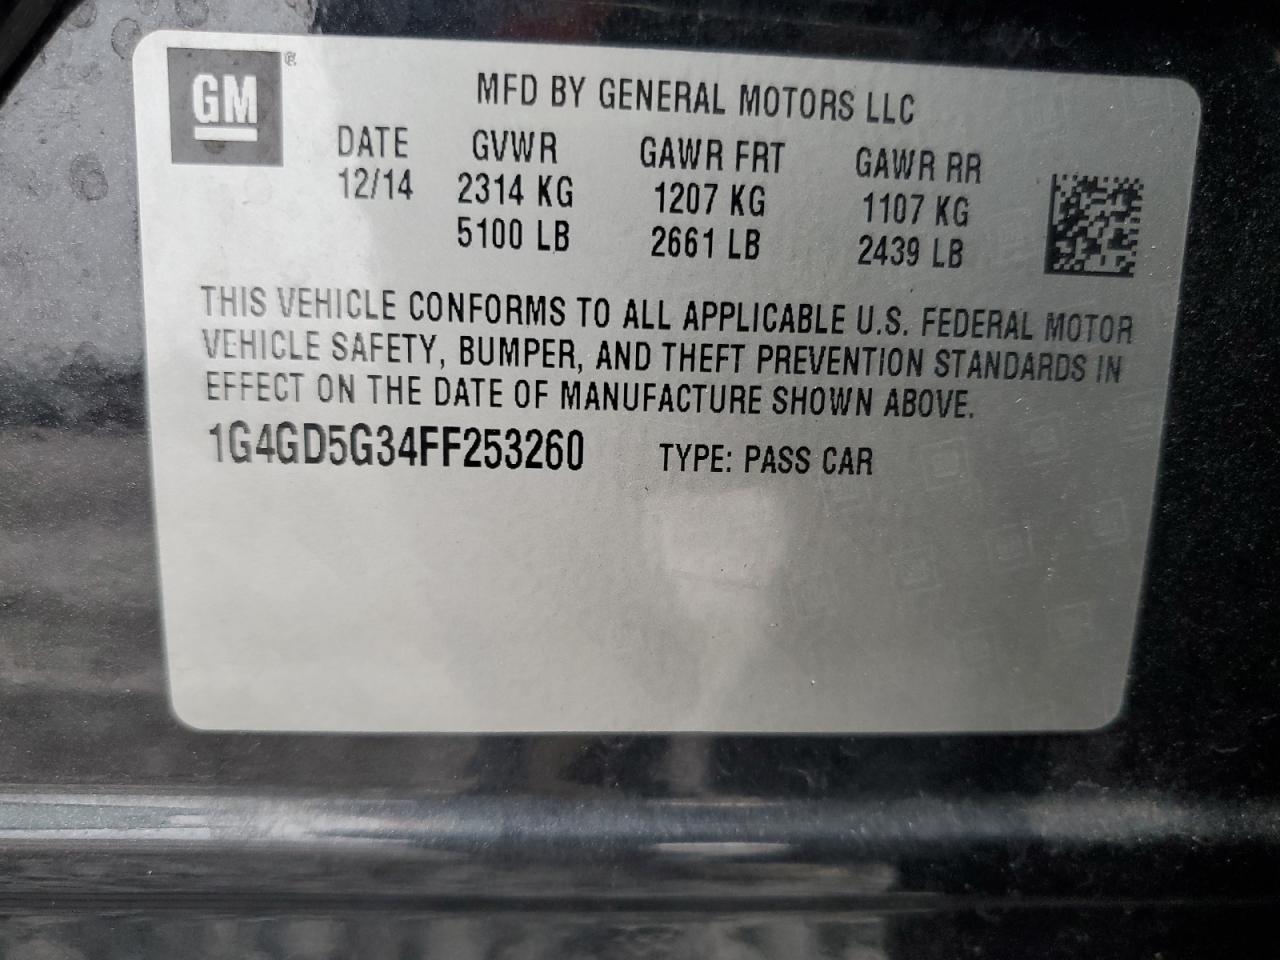 GM ®
MFD BY GENERAL MOTORS LLC
DATE GVWR GAWR FRT GAWR RR
12/14 2314 KG 1207 KG 1107 KG
5100 LB 2661 LB 2439 LB
THIS VEHICLE CONFORMS TO ALL APPLICABLE U.S. FEDERAL MOTOR
VEHICLE SAFETY, BUMPER, AND THEFT PREVENTION STANDARDS IN
EFFECT ON THE DATE OF MANUFACTURE SHOWN ABOVE.
1G4GD5G34FF253260 TYPE: PASS CAR